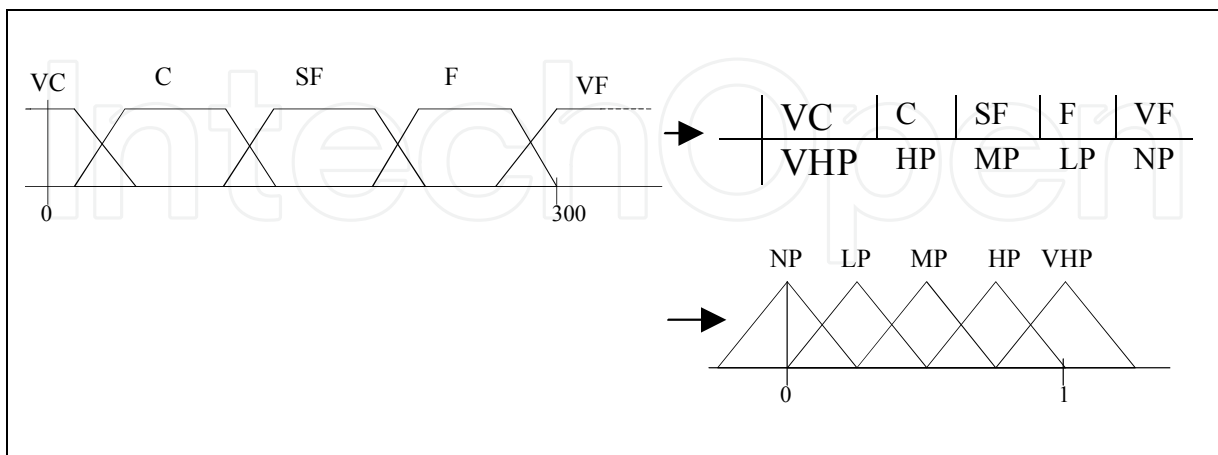 VC C SF F VF
0 300
VC C SF F VF
VHP HP MP LP NP
NP LP MP HP VHP
0 1
IntechOpen